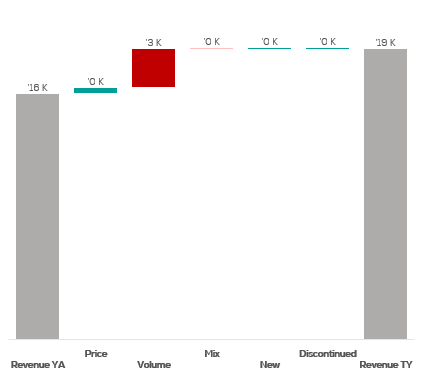 '16 K
'0 K
'3 K
'0 K
'0 K
'0 K
'19 K
Revenue YA
Price
Volume
Mix
New
Discontinued
Revenue TY